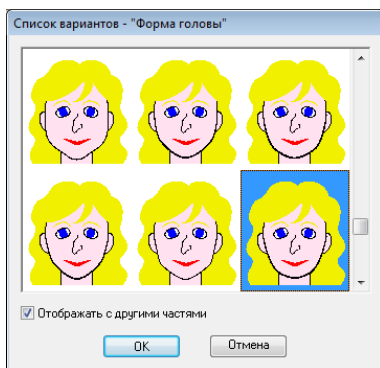 Список вариантов - "Форма головы"
Отображать с другими частями
OK
Отмена